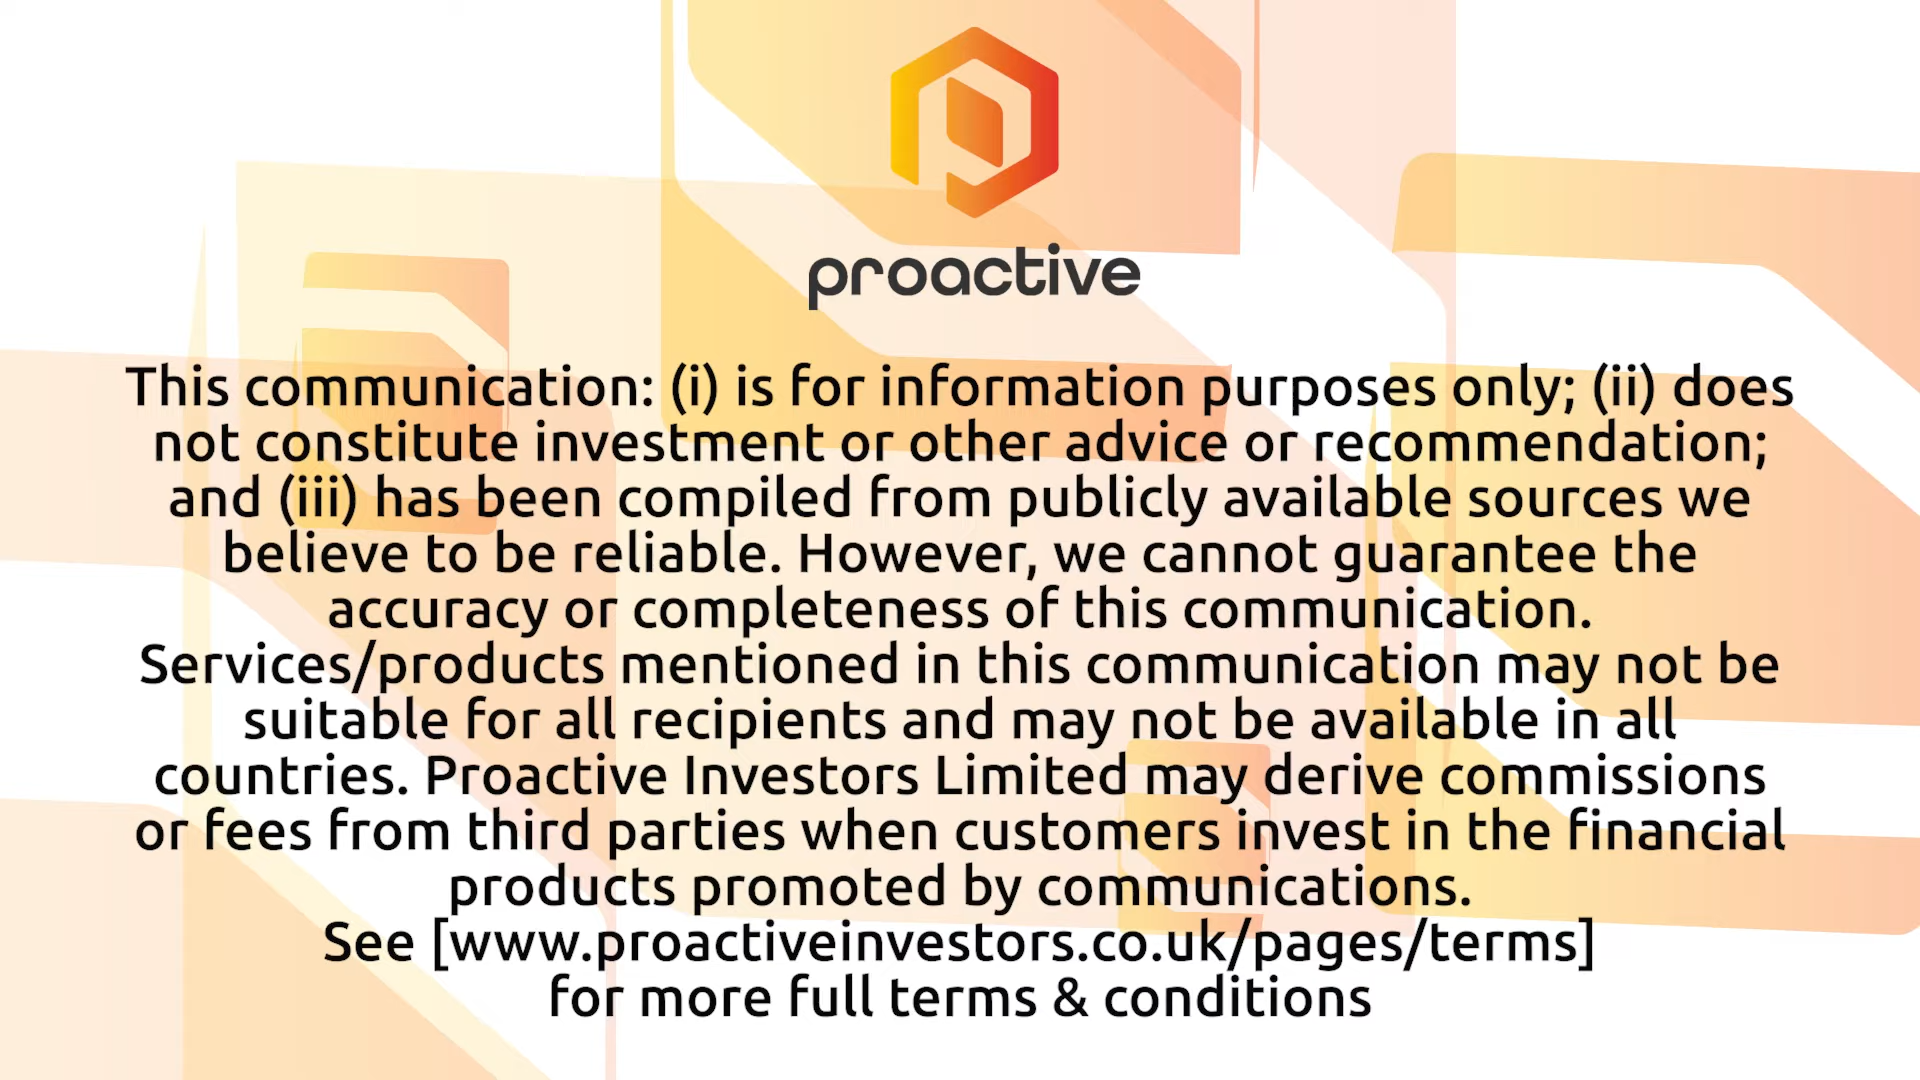 proactive
This communication: (i) is for information purposes only; (ii) does
not constitute investment or other advice or recommendation;
and (iii) has been compiled from publicly available sources we
believe to be reliable. However, we cannot guarantee the
accuracy or completeness of this communication.
Services/products mentioned in this communication may not be
suitable for all recipients and may not be available in all
countries. Proactive Investors Limited may derive commissions
or fees from third parties when customers invest in the financial
products promoted by communications.
See [www.proactiveinvestors.co.uk/pages/terms]
for more full terms & conditions